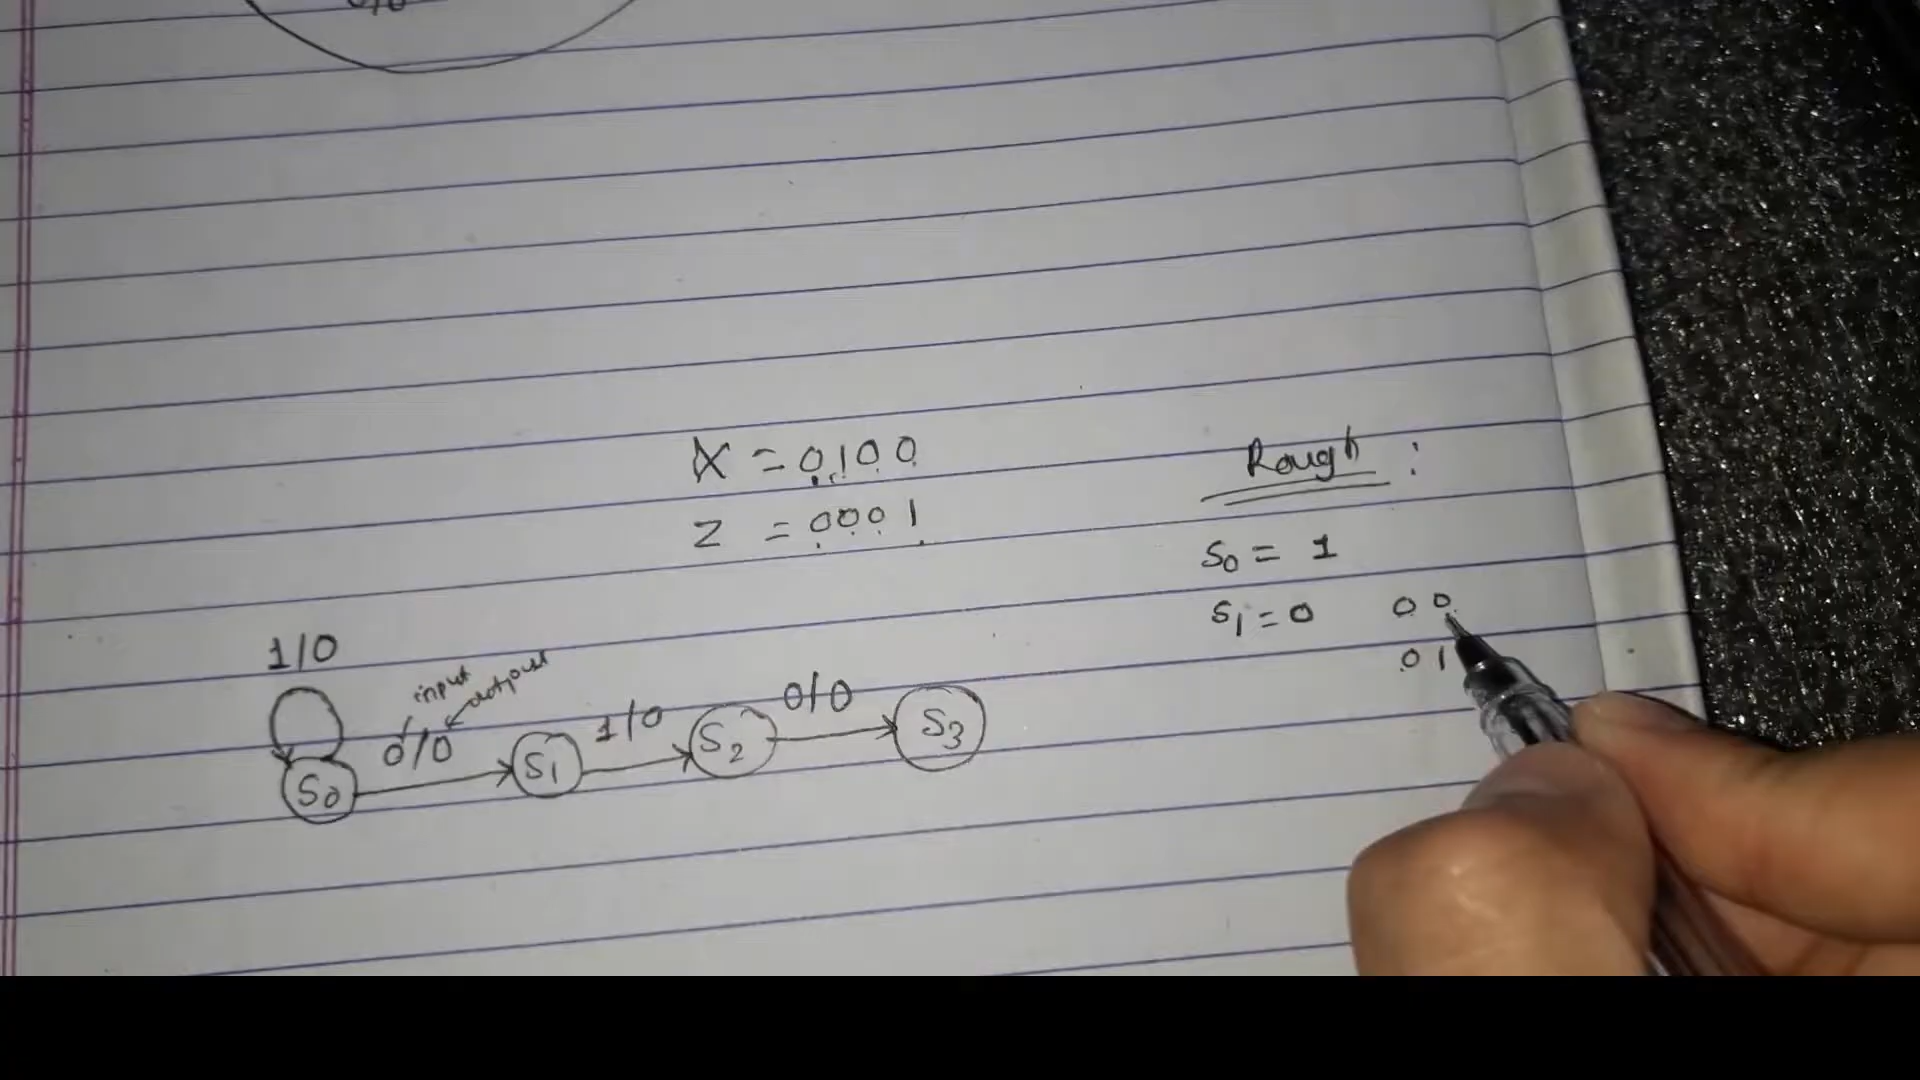 X = 0100
Z = 0001
Rough :
S0 = 1
S1 = 0 00
01
1/0
input
output
0/0
1/0
0/0
S0
S1
S2
S3